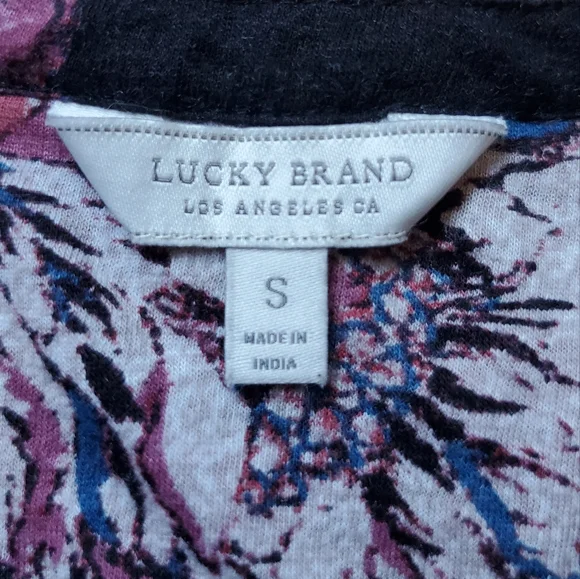 LUCKY BRAND
LOS ANGELES CA
S
MADE IN
INDIA